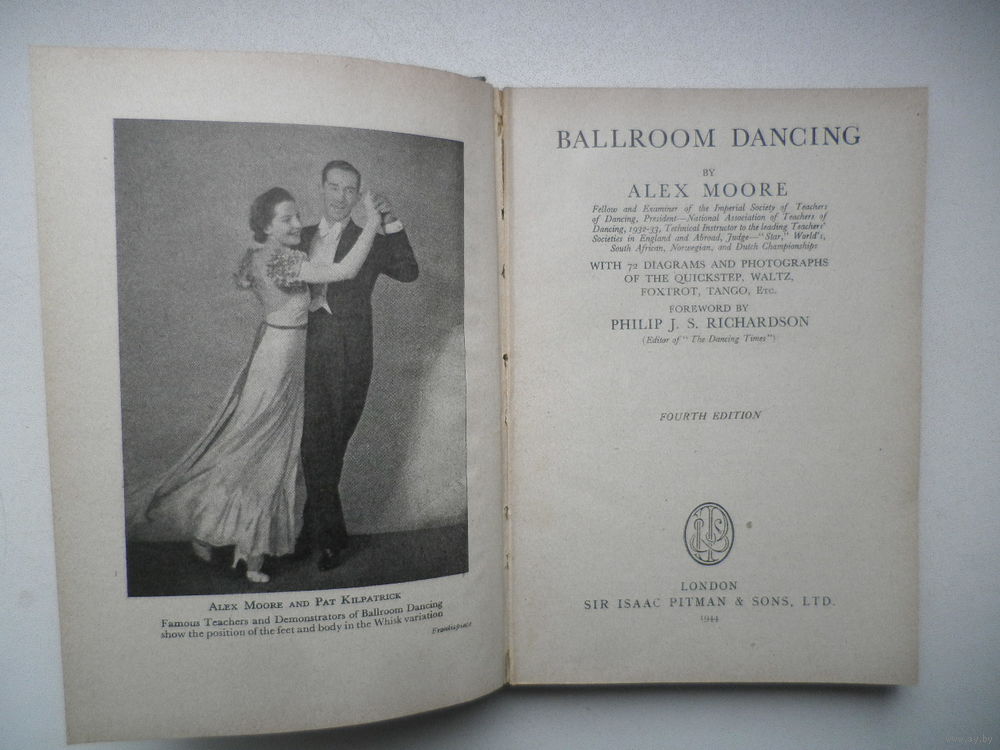 ALEX MOORE AND PAT KILPATRICK
Famous Teachers and Demonstrators of Ballroom Dancing
show the position of the feet and body in the Whisk variation
Frontispiece
BALLROOM DANCING
BY
ALEX MOORE
Fellow and Examiner of the Imperial Society of Teachers
of Dancing, President—National Association of Teachers of
Dancing, 1932-33, Technical Instructor to the leading Teachers'
Societies in England and Abroad, Judge—"Star," World's,
South African, Norwegian, and Dutch Championships
WITH 72 DIAGRAMS AND PHOTOGRAPHS
OF THE QUICKSTEP, WALTZ,
FOXTROT, TANGO, Etc.
FOREWORD BY
PHILIP J. S. RICHARDSON
(Editor of "The Dancing Times")
FOURTH EDITION
LONDON
SIR ISAAC PITMAN & SONS, LTD.
1944
www.ay.by